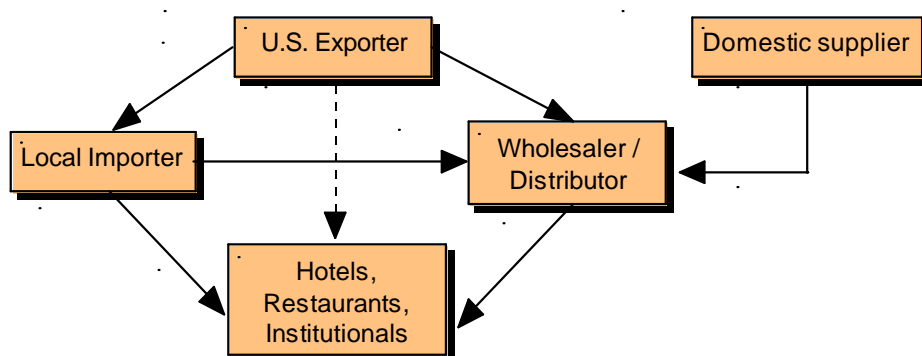 U.S. Exporter
Domestic supplier
Local Importer
Wholesaler /
Distributor
Hotels,
Restaurants,
Institutionals